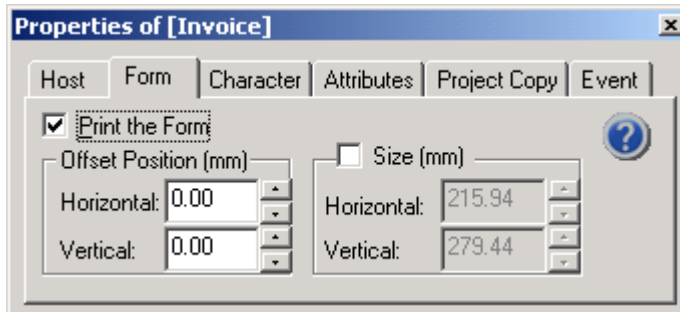 Properties of [Invoice]
Host Form Character Attributes Project Copy Event
Print the Form
Offset Position (mm) Size (mm)
Horizontal: 0.00 Horizontal: 215.94
Vertical: 0.00 Vertical: 279.44